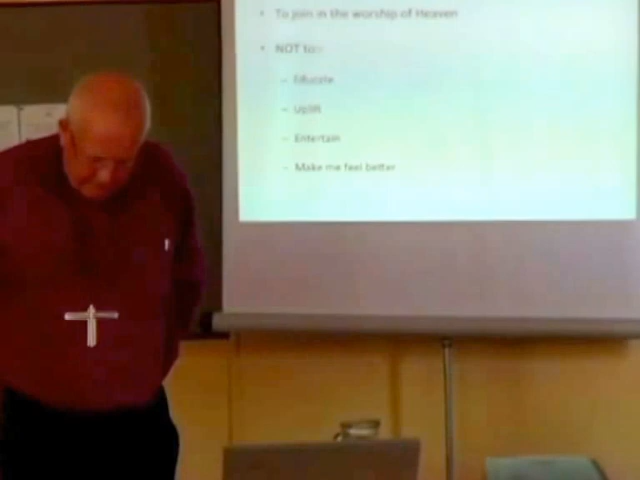 • To join in the worship of Heaven
• NOT to:
– Educate
– Uplift
– Entertain
– Make me feel better